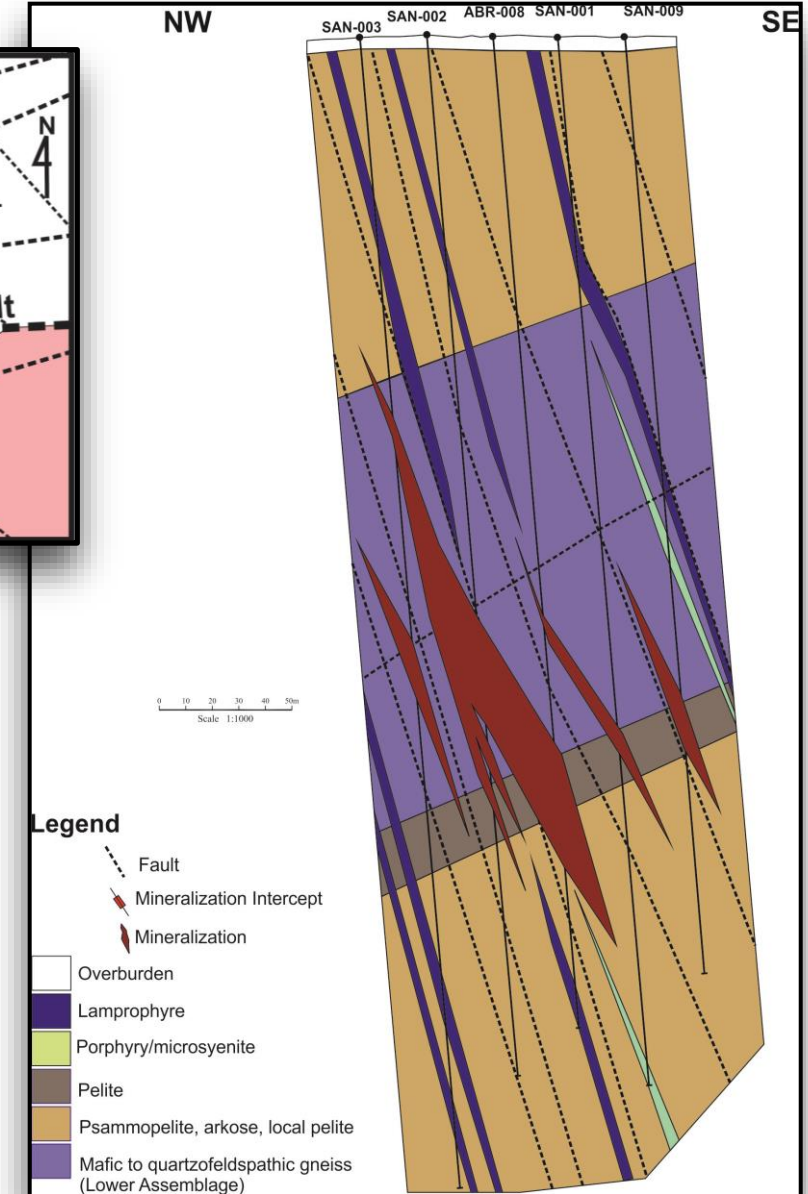 NW
SAN-003
SAN-002
ABR-008
SAN-001
SAN-009
SE
N
lt
0 10 20 30 40 50m
Scale 1:1000
Legend
Fault
Mineralization Intercept
Mineralization
Overburden
Lamprophyre
Porphyry/microsyenite
Pelite
Psammopelite, arkose, local pelite
Mafic to quartzofeldspathic gneiss
(Lower Assemblage)